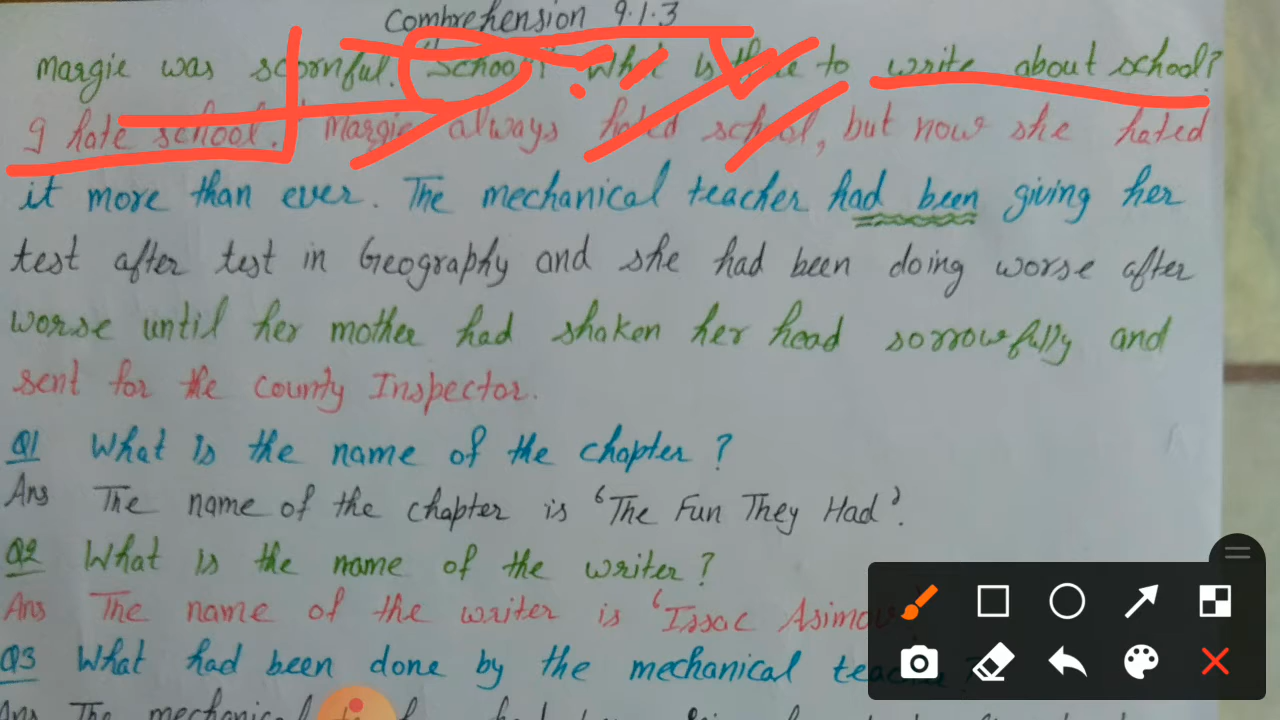 Combrehension 9.1.3
Margie was scornful. "School?" What is there to write about school?
I hate school." Margie always hated school, but now she hated
it more than ever. The mechanical teacher had been giving her
test after test in Geography and she had been doing worse after
worse until her mother had shaken her head sorrowfully and
sent for the County Inspector.
Q1 What Is the name of the chapter?
Ans The name of the chapter is 'The Fun They Had'.
Q2 What Is the name of the writer?
Ans The name of the writer is 'Issac Asimov'
Q3 What had been done by the mechanical teacher?
Ans The mechanical